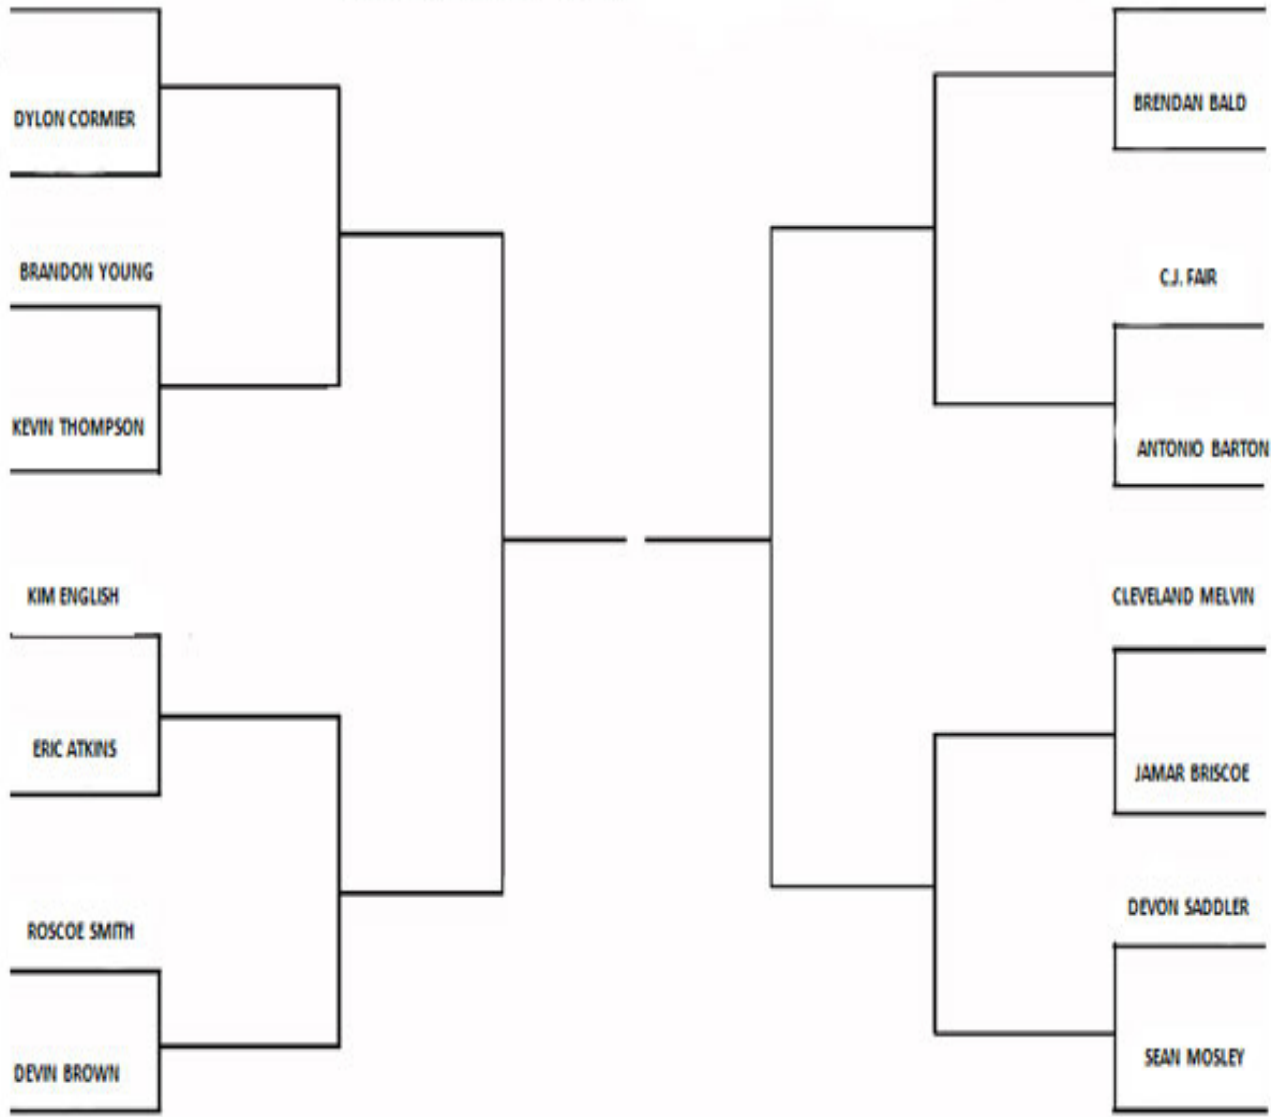 DYLON CORMIER
BRANDON YOUNG
KEVIN THOMPSON
KIM ENGLISH
ERIC ATKINS
ROSCOE SMITH
DEVIN BROWN
BRENDAN BALD
C.J. FAIR
ANTONIO BARTON
CLEVELAND MELVIN
JAMAR BRISCOE
DEVON SADDLER
SEAN MOSLEY